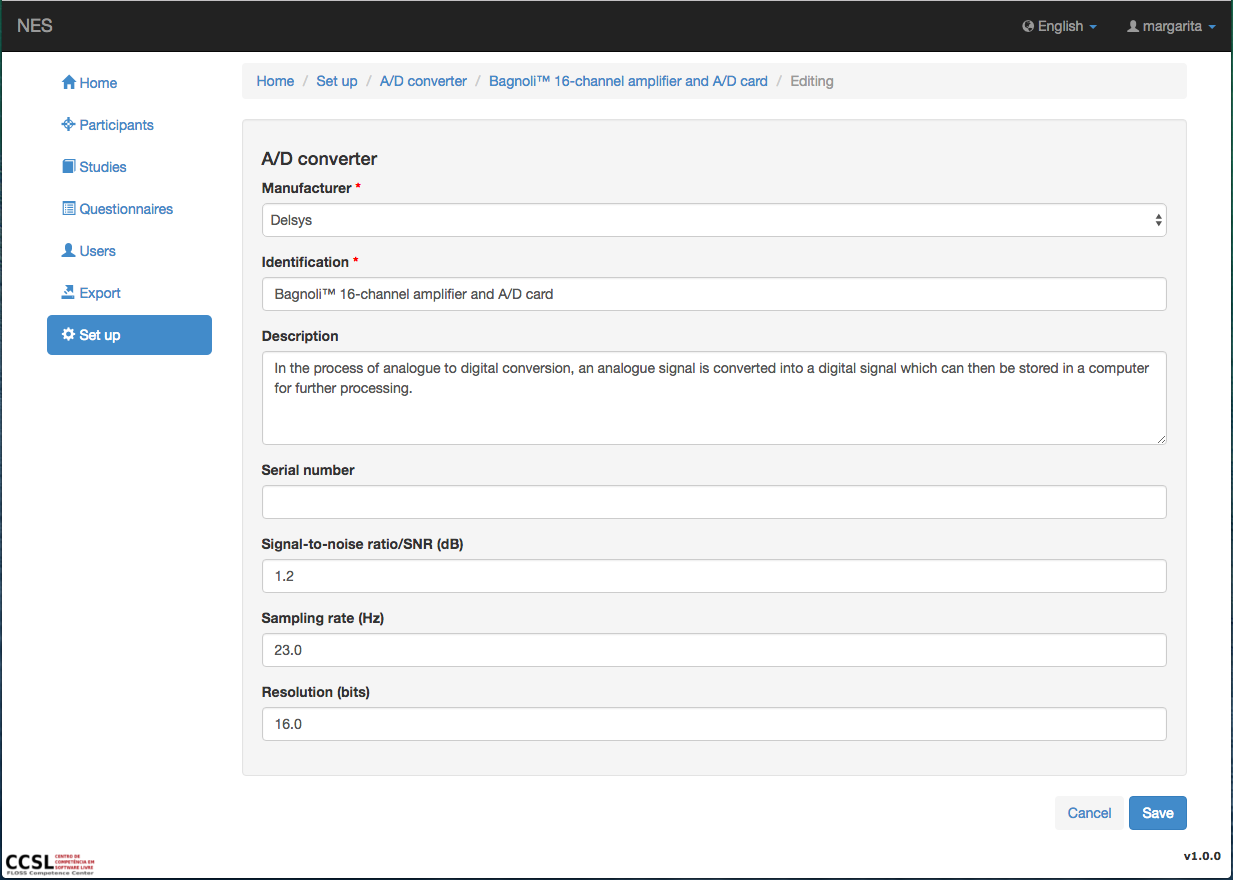 NES
English
margarita
Home
Participants
Studies
Questionnaires
Users
Export
Set up
Home / Set up / A/D converter / Bagnoli™ 16-channel amplifier and A/D card / Editing
A/D converter
Manufacturer *
Delsys
Identification *
Bagnoli™ 16-channel amplifier and A/D card
Description
In the process of analogue to digital conversion, an analogue signal is converted into a digital signal which can then be stored in a computer
for further processing.
Serial number
Signal-to-noise ratio/SNR (dB)
1.2
Sampling rate (Hz)
23.0
Resolution (bits)
16.0
Cancel
Save
CCSL
CENTRO DE
COMPETÊNCIA EM
SOFTWARE LIVRE
FLOSS Competence Center
v1.0.0